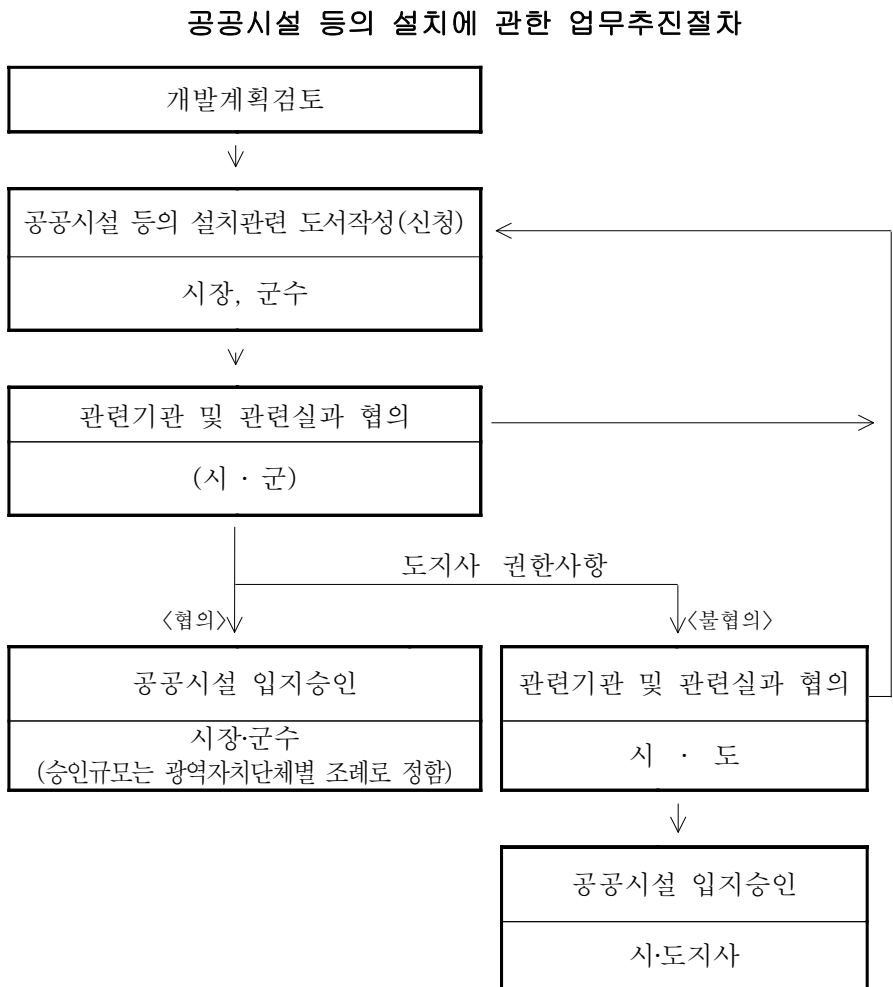 공공시설 등의 설치에 관한 업무추진절차
개발계획검토
공공시설 등의 설치관련 도서작성(신청)
시장, 군수
관련기관 및 관련실과 협의
(시 · 군)
도지사 권한사항
〈협의〉
〈불협의〉
공공시설 입지승인
시장·군수
(승인규모는 광역자치단체별 조례로 정함)
관련기관 및 관련실과 협의
시 · 도
공공시설 입지승인
시·도지사